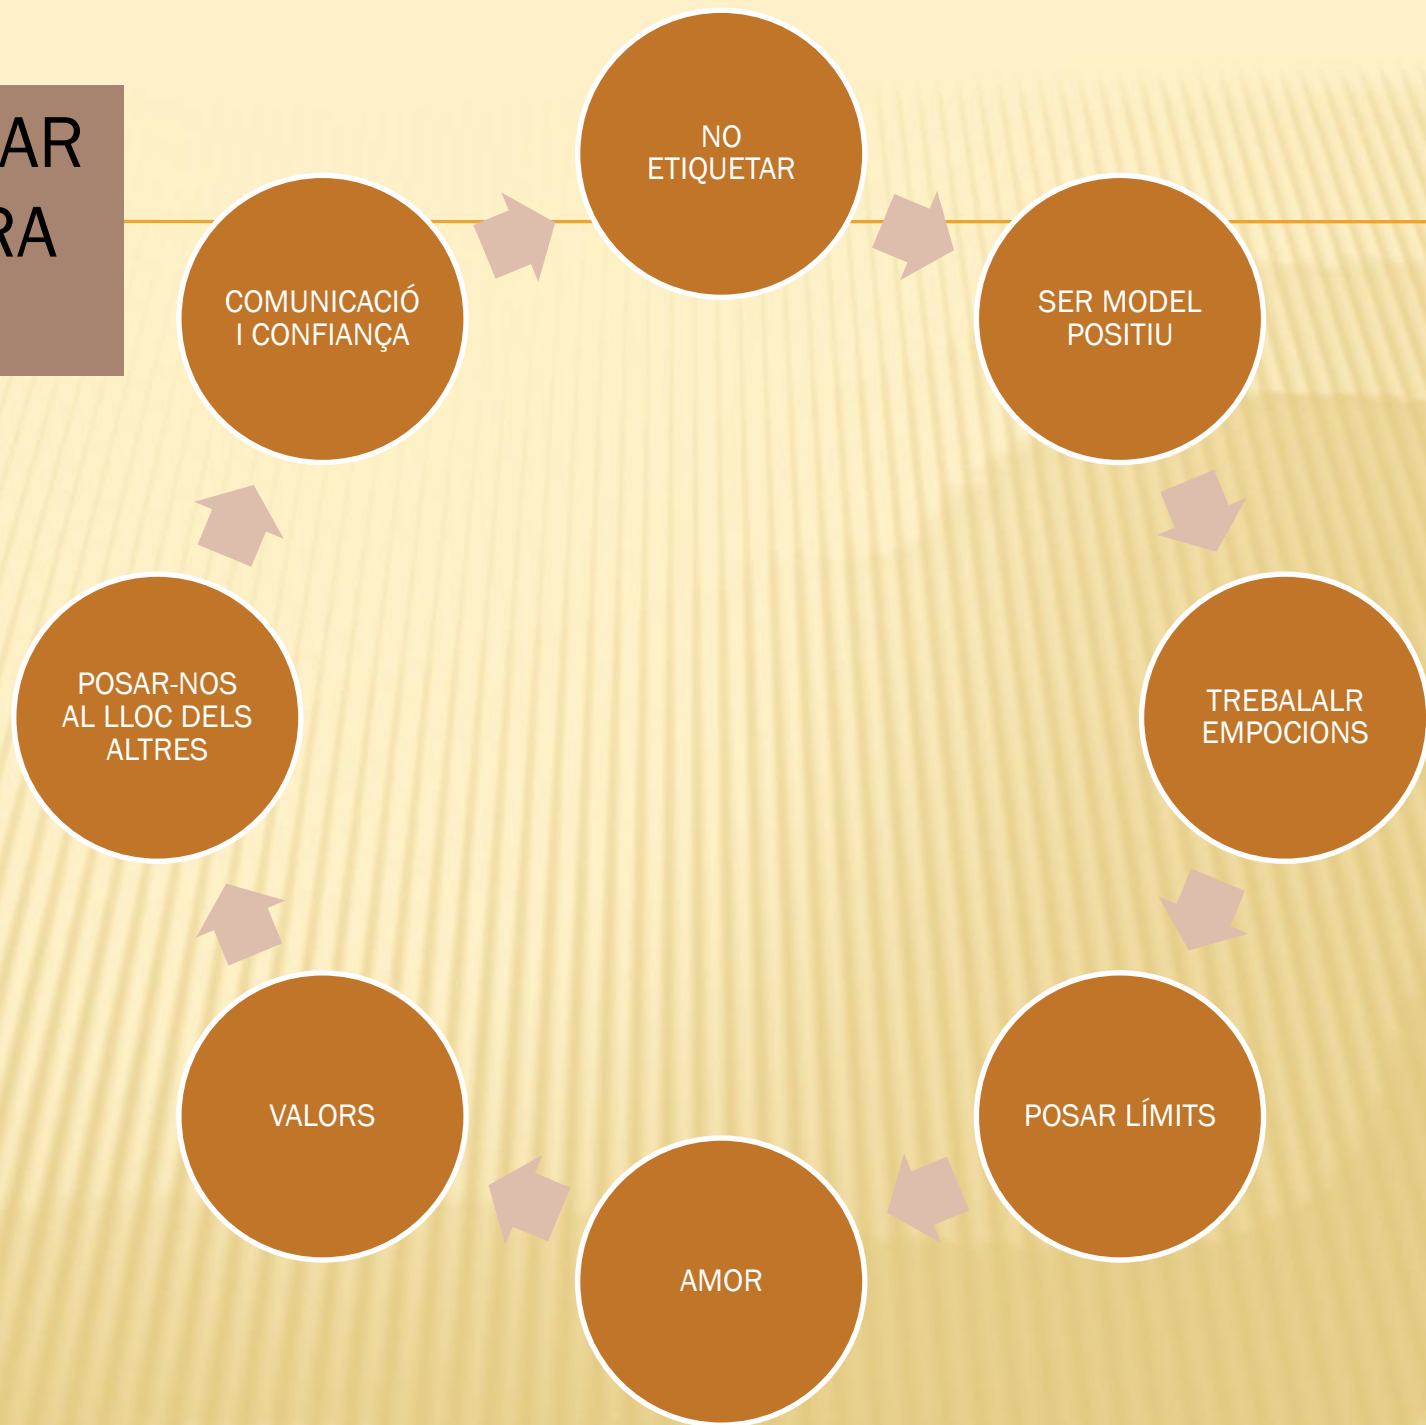 AR
RA
NO
ETIQUETAR
SER MODEL
POSITIU
TREBALALR
EMPOCIONS
POSAR LÍMITS
AMOR
VALORS
POSAR-NOS
AL LLOC DELS
ALTRES
COMUNICACIÓ
I CONFIANÇA